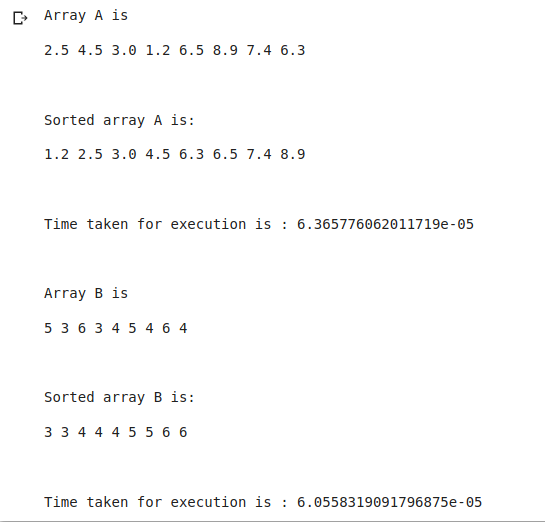 Array A is
2.5 4.5 3.0 1.2 6.5 8.9 7.4 6.3
Sorted array A is:
1.2 2.5 3.0 4.5 6.3 6.5 7.4 8.9
Time taken for execution is : 6.365776062011719e-05
Array B is
5 3 6 3 4 5 4 6 4
Sorted array B is:
3 3 4 4 4 5 5 6 6
Time taken for execution is : 6.0558319091796875e-05